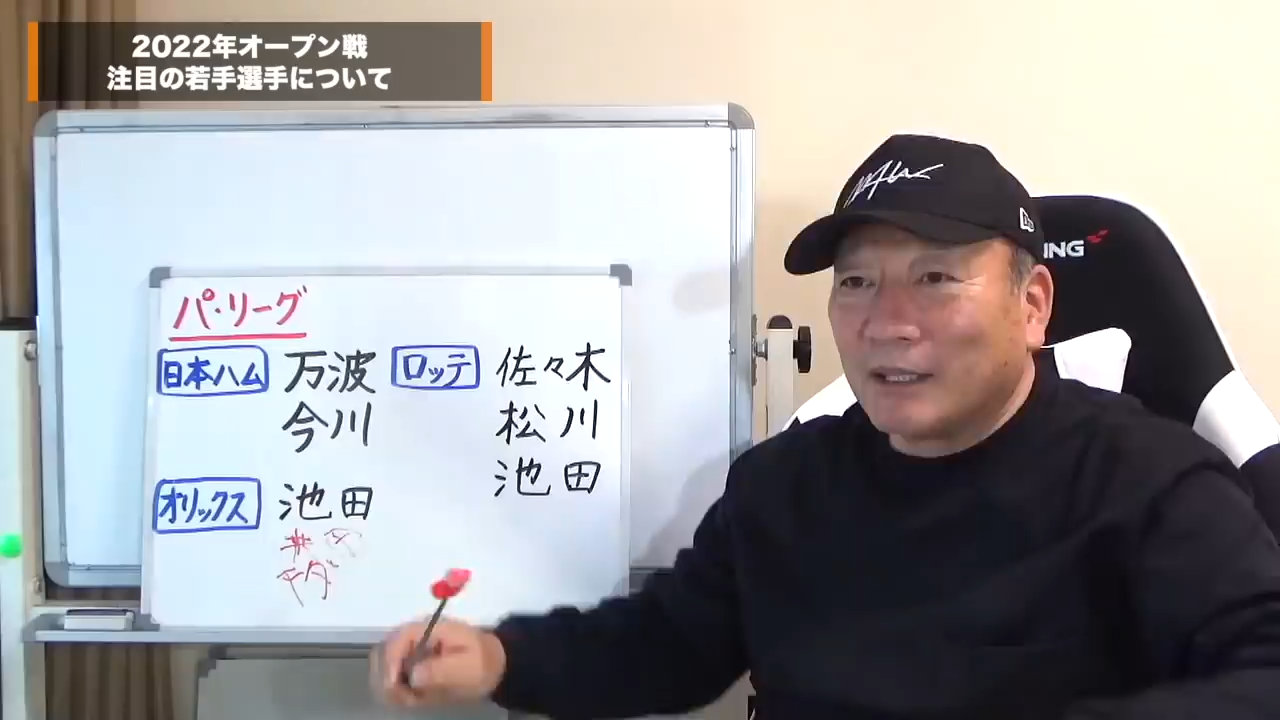 2022年オープン戦
注目の若手選手について
パ・リーグ
日本ハム 万波
今川
オリックス 池田
ロッテ 佐々木
松川
池田
ING